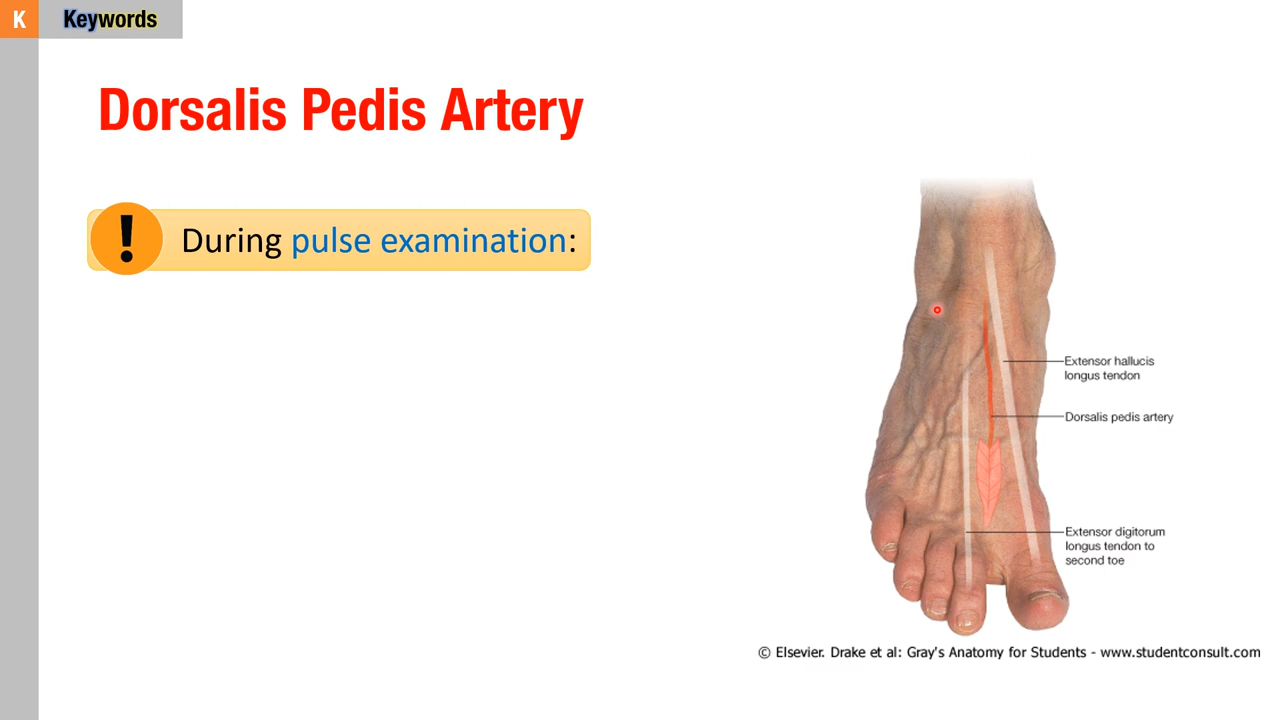 K Keywords
Dorsalis Pedis Artery
! During pulse examination:
Extensor hallucis
longus tendon
Dorsalis pedis artery
Extensor digitorum
longus tendon to
second toe
© Elsevier. Drake et al: Gray's Anatomy for Students - www.studentconsult.com